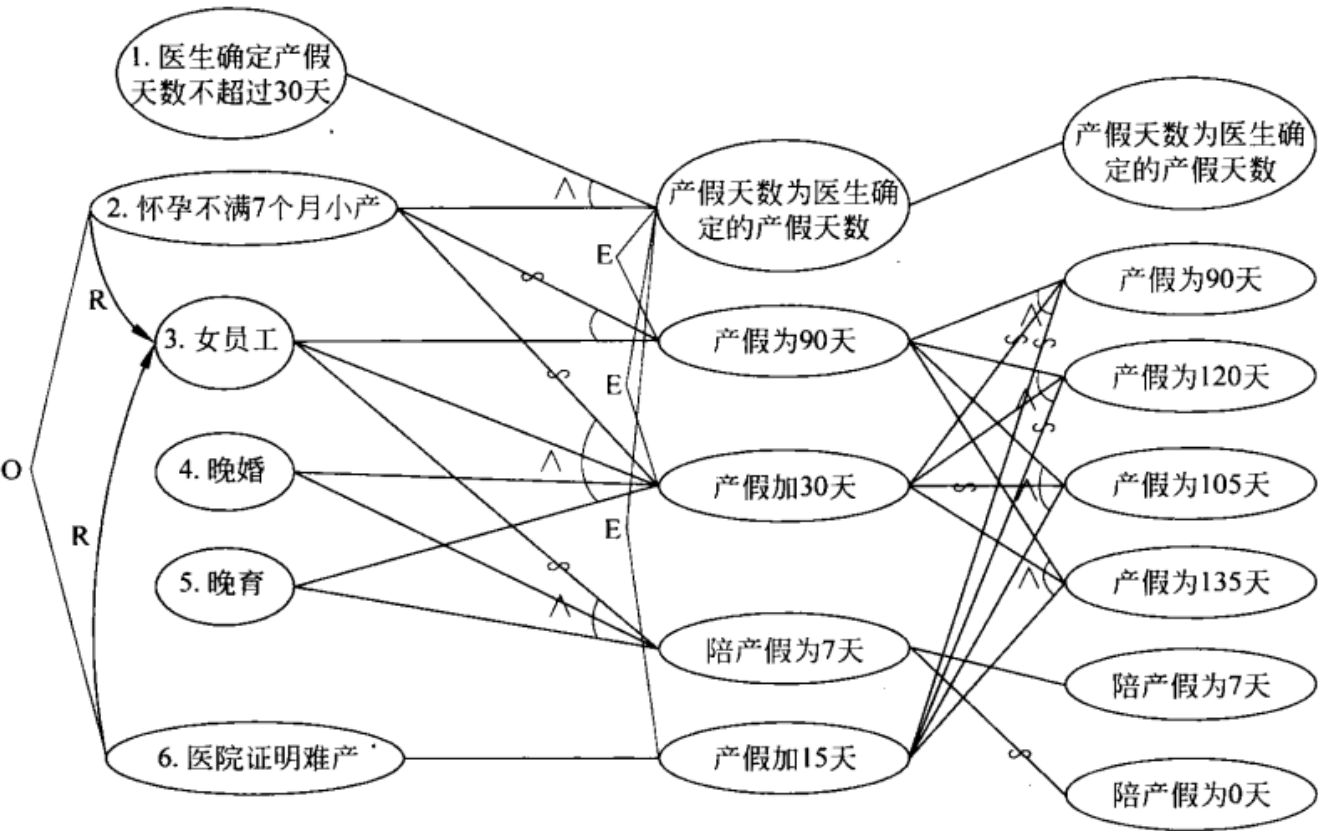 1. 医生确定产假
天数不超过30天
2. 怀孕不满7个月小产
3. 女员工
4. 晚婚
5. 晚育
6. 医院证明难产
O
R
R
∧
E
∽
E
∽
∧
E
∽
∧
产假天数为医生确
定的产假天数
产假为90天
产假加30天
陪产假为7天
产假加15天
∧
∽
∽
∧
∽
∽
∧
∧
∽
产假天数为医生确
定的产假天数
产假为90天
产假为120天
产假为105天
产假为135天
陪产假为7天
陪产假为0天